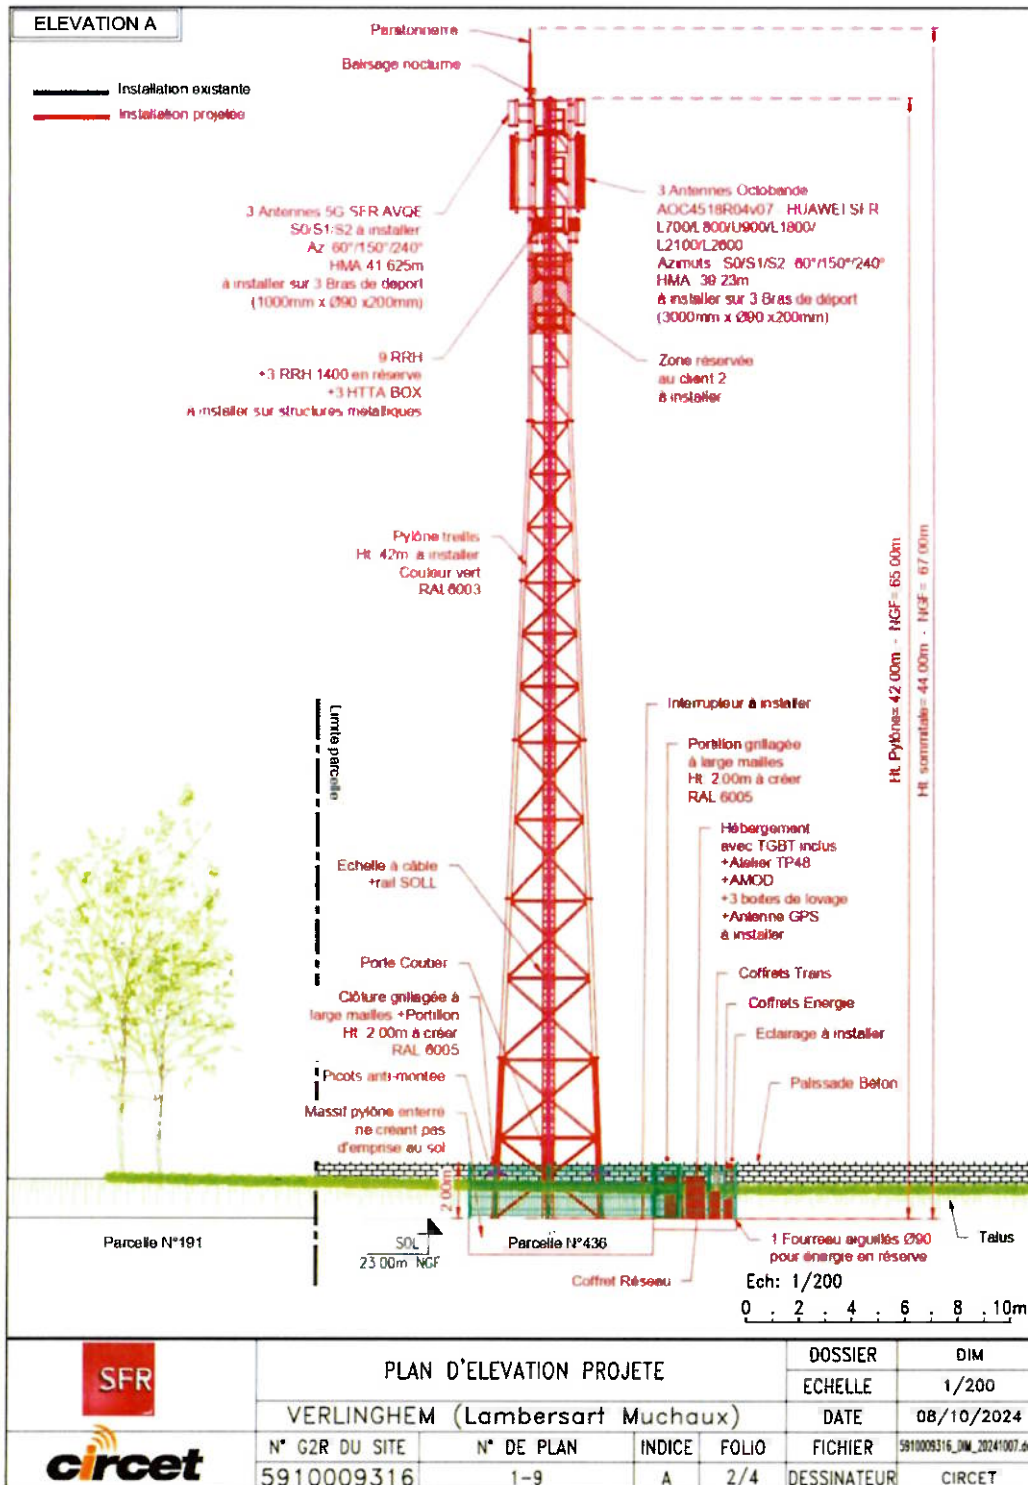 ELEVATION A
Installation existante
Installation projetée
Paratonnerre
Balisage nocturne
3 Antennes 5G SFR AVQE
S0/S1/S2 à installer
Az 60°/150°/240°
HMA 41 625m
à installer sur 3 Bras de déport
(1000mm x Ø90 x200mm)
3 Antennes Octobande
AOC4518R04v07 HUAWEI SFR
L700/L800/U900/L1800/
L2100/L2600
Azimuts S0/S1/S2 60°/150°/240°
HMA 39 23m
à installer sur 3 Bras de déport
(3000mm x Ø90 x200mm)
9 RRH
+3 RRH 1400 en réserve
+3 HTTA BOX
à installer sur structures métalliques
Zone réservée
au client 2
à installer
Pylône treillis
Ht 42m à installer
Couleur vert
RAL6003
Ht. Pylône= 42.00m - NGF= 65 00m
Ht. sommitale= 44.00m - NGF= 67 00m
Limite parcelle
Interrupteur à installer
Portillon grillagée
à large mailles
Ht 2 00m à créer
RAL 6005
Hébergement
avec TGBT inclus
+Atelier TP48
+AMOD
+3 boites de lovage
+Antenne GPS
à installer
Echelle à câble
+rail SOLL
Porte Coutier
Clôture grillagée à
large mailles +Portillon
Ht 2 00m à créer
RAL 6005
Coffrets Trans
Coffrets Energie
Eclairage à installer
Picots anti-montée
Palissade Béton
Massif pylône enterré
ne créant pas
d'emprise au sol
2 00m
Parcelle N°191
SOL
23 00m NGF
Parcelle N°436
1 Fourreau aiguillés Ø90
pour énergie en réserve
Talus
Coffret Réseau
Ech: 1/200
0 . 2 . 4 . 6 . 8 . 10m
SFR
circet
PLAN D'ELEVATION PROJETE
VERLINGHEM (Lambersart Muchaux)
N° G2R DU SITE
N° DE PLAN
INDICE
FOLIO
5910009316
1-9
A
2/4
DOSSIER
DIM
ECHELLE
1/200
DATE
08/10/2024
FICHIER
5910009316_DIM_20241007.d
DESSINATEUR
CIRCET